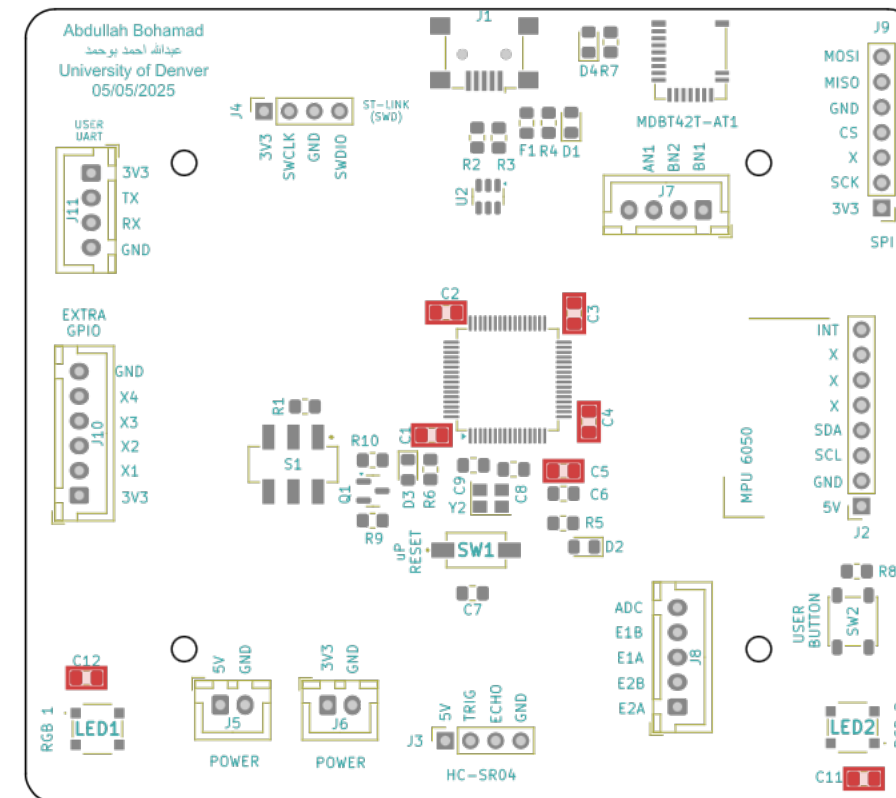 Abdullah Bohamad
عبدالله احمد بوحمد
University of Denver
05/05/2025
J1
D4 R7
MDBT42T-AT1
J9
MOSI
MISO
GND
CS
X
SCK
3V3
SPI
J4
ST-LINK
(SWD)
3V3
SWCLK
GND
SWDIO
R2
R3
F1
R4
D1
U2
AN1
BN2
BN1
J7
USER
UART
J11
3V3
TX
RX
GND
EXTRA
GPIO
J10
GND
X4
X3
X2
X1
3V3
C2
C3
C4
C1
C5
C6
R1
S1
R10
Q1
R9
D3
R6
C9
C8
Y2
R5
D2
uP
RESET
SW1
C7
MPU 6050
INT
X
X
X
SDA
SCL
GND
5V
J2
R8
USER
BUTTON
SW2
ADC
E1B
E1A
E2B
E2A
J8
C12
RGB 1
LED1
5V
GND
J5
POWER
3V3
GND
J6
POWER
J3
5V
TRIG
ECHO
GND
HC-SR04
LED2
C11